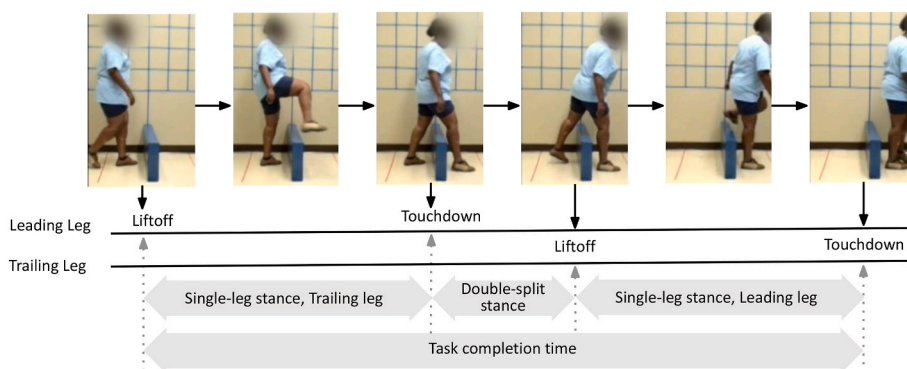 Liftoff
Touchdown
Leading Leg
Liftoff
Touchdown
Trailing Leg
Single-leg stance, Trailing leg
Double-split
stance
Single-leg stance, Leading leg
Task completion time